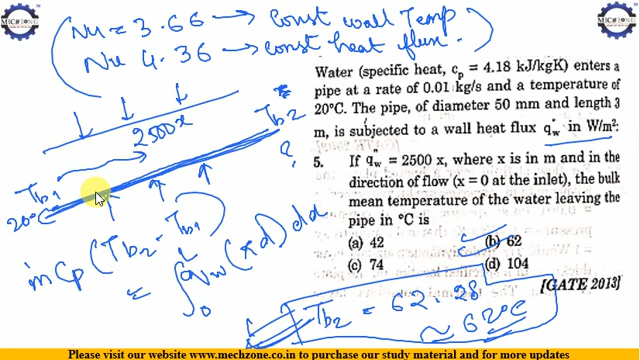 MECHZONE
MECHZONE
Nu = 3.66 → const wall Temp
Nu 4.36 → const heat flux.
Water (specific heat, cp = 4.18 kJ/kgK) enters a
pipe at a rate of 0.01 kg/s and a temperature of
20°C. The pipe, of diameter 50 mm and length 3
m, is subjected to a wall heat flux q"w in W/m²:
5. If q"w = 2500 x, where x is in m and in the
direction of flow (x = 0 at the inlet), the bulk
mean temperature of the water leaving the
pipe in °C is
(a) 42 (b) 62
(c) 74 (d) 104
[GATE 2013]
2500x
Tb2
?
Tb1
20°C
ṁCp(Tb2 - Tb1)
= ∫0L qw (πd) dx
Tb2 = 62.28
≈ 62°C
Please visit our website www.mechzone.co.in to purchase our study material and for more updates